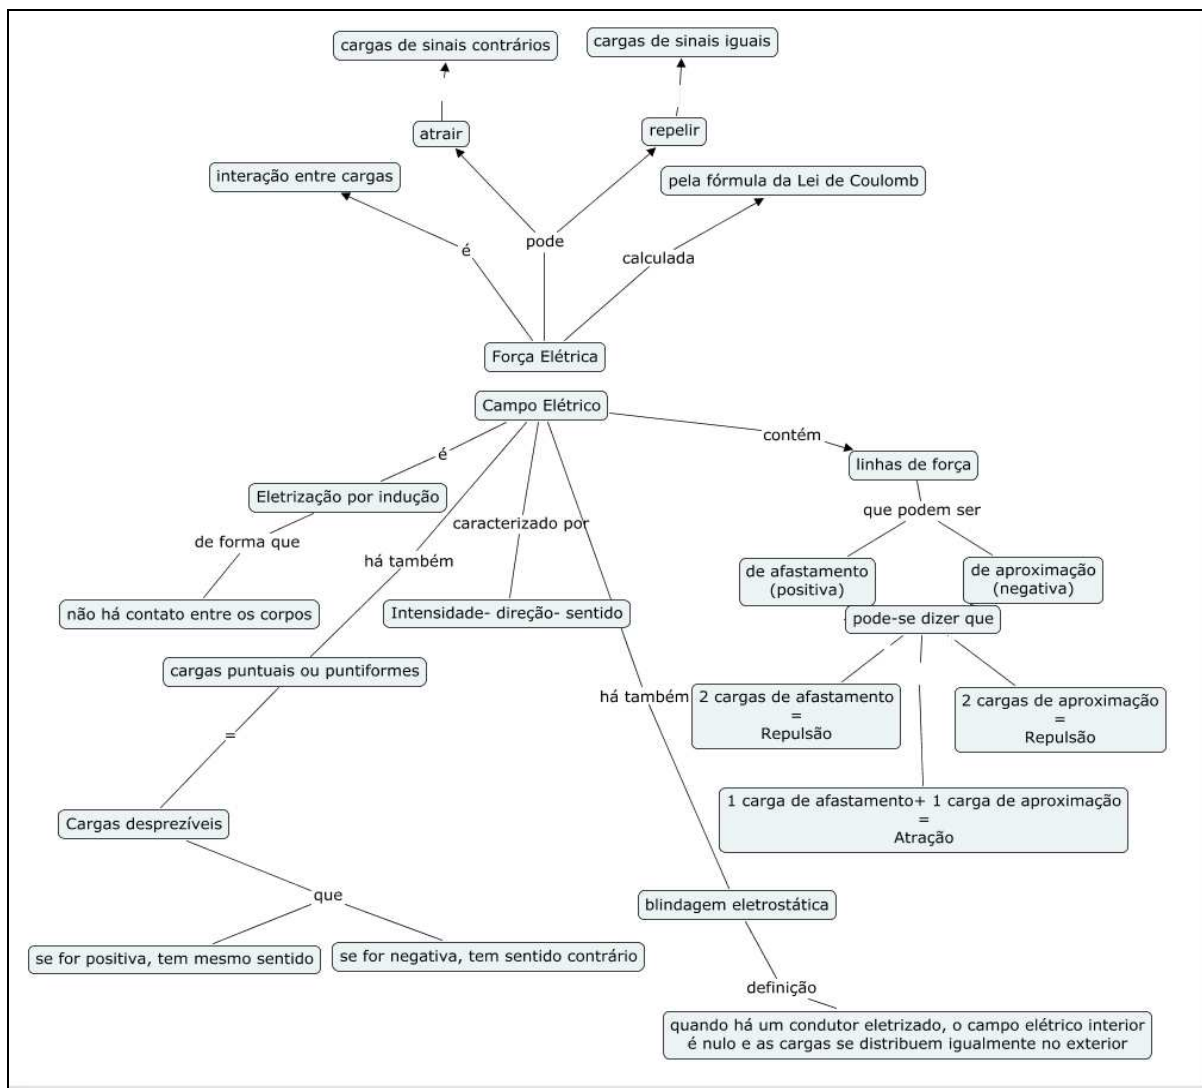 cargas de sinais contrários
cargas de sinais iguais
atrair
repelir
interação entre cargas
pela fórmula da Lei de Coulomb
é
pode
calculada
Força Elétrica
Campo Elétrico
contém
é
linhas de força
Eletrização por indução
que podem ser
caracterizado por
de forma que
há também
de afastamento
(positiva)
de aproximação
(negativa)
não há contato entre os corpos
Intensidade- direção- sentido
pode-se dizer que
cargas puntuais ou puntiformes
há também
2 cargas de afastamento
=
Repulsão
2 cargas de aproximação
=
Repulsão
=
Cargas desprezíveis
1 carga de afastamento+ 1 carga de aproximação
=
Atração
que
blindagem eletrostática
se for positiva, tem mesmo sentido
se for negativa, tem sentido contrário
definição
quando há um condutor eletrizado, o campo elétrico interior
é nulo e as cargas se distribuem igualmente no exterior